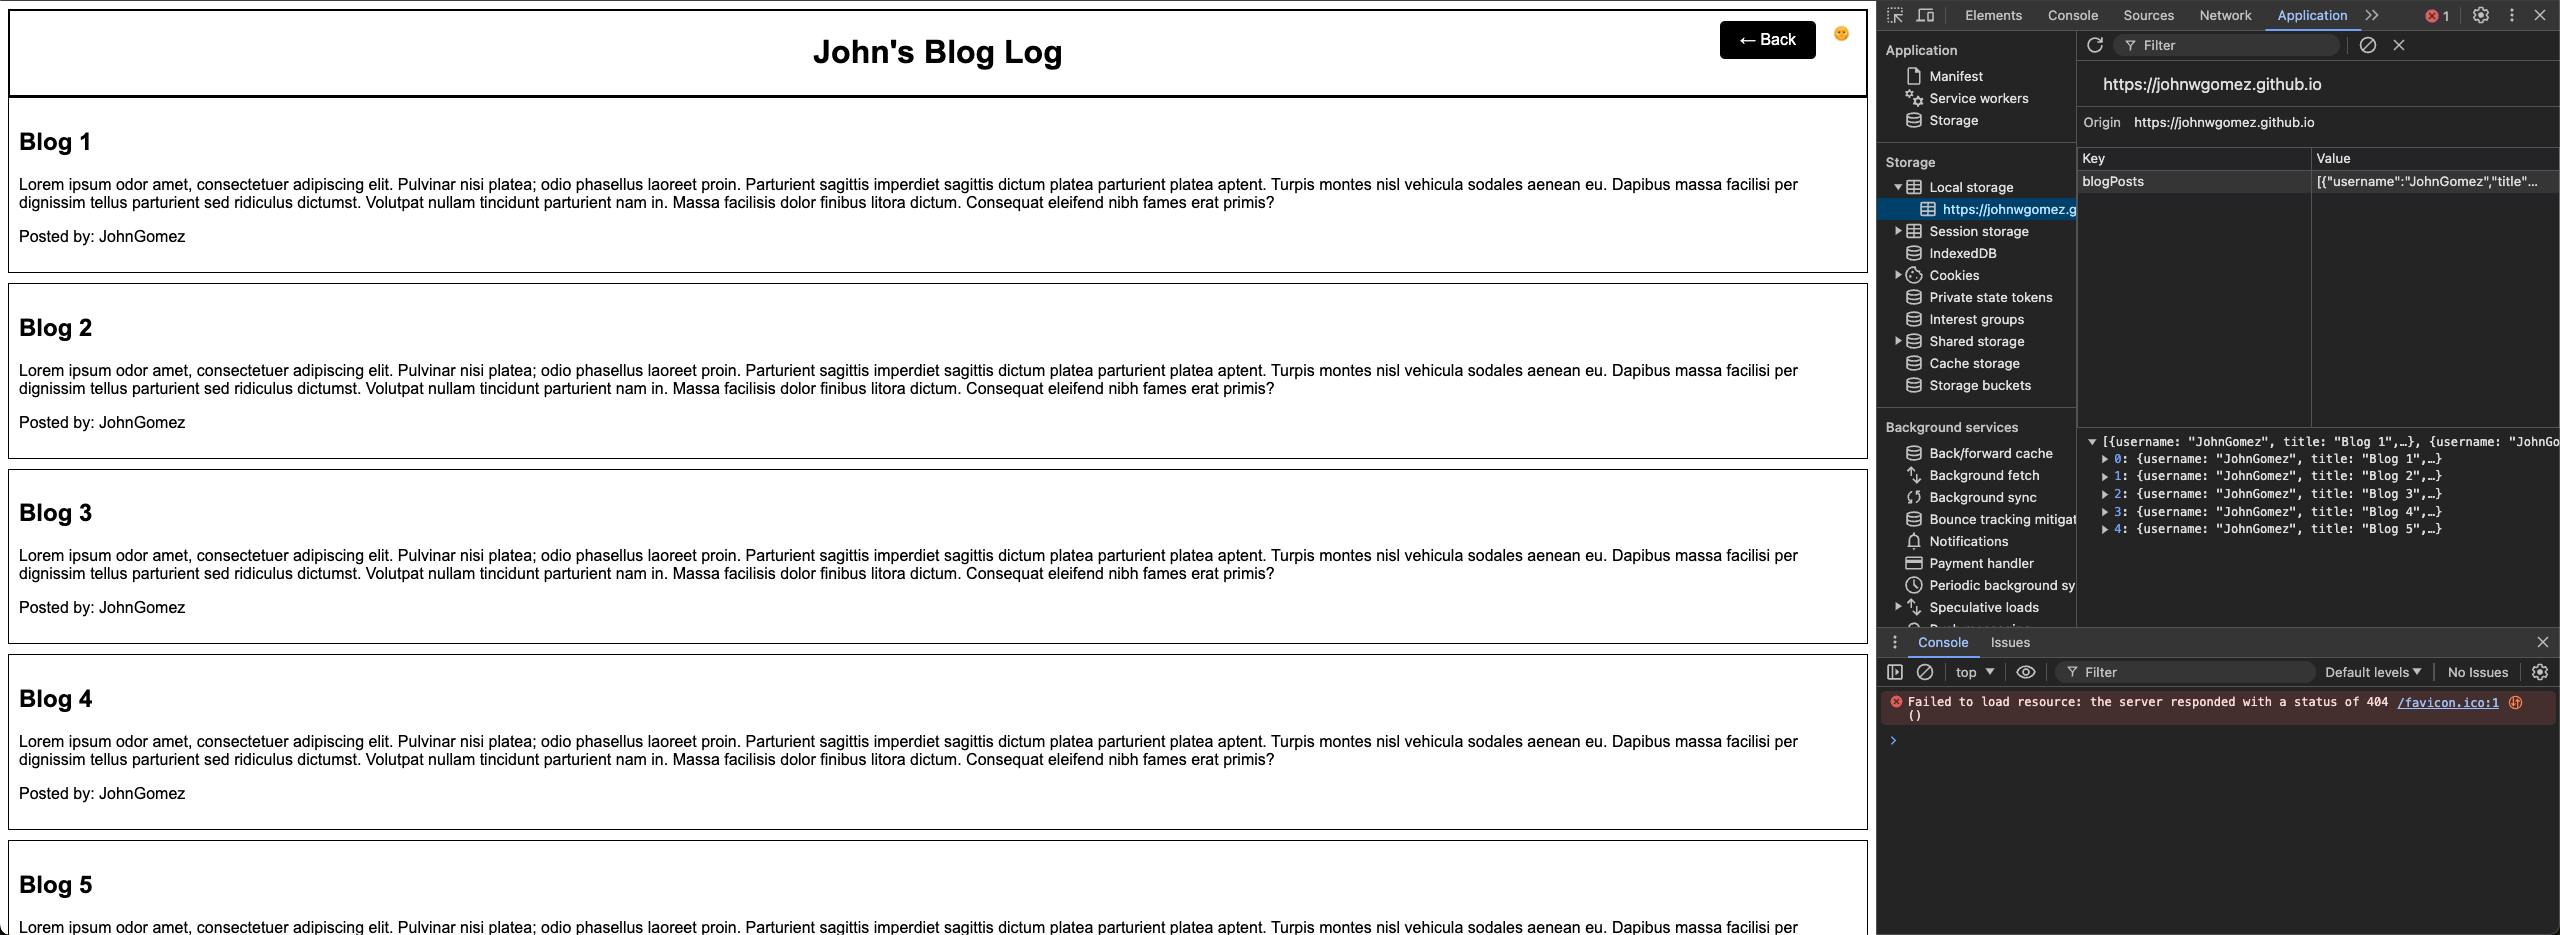 John's Blog Log
← Back
Blog 1
Lorem ipsum odor amet, consectetuer adipiscing elit. Pulvinar nisi platea; odio phasellus laoreet proin. Parturient sagittis imperdiet sagittis dictum platea parturient platea aptent. Turpis montes nisl vehicula sodales aenean eu. Dapibus massa facilisi per
dignissim tellus parturient sed ridiculus dictumst. Volutpat nullam tincidunt parturient nam in. Massa facilisis dolor finibus litora dictum. Consequat eleifend nibh fames erat primis?
Posted by: JohnGomez
Blog 2
Lorem ipsum odor amet, consectetuer adipiscing elit. Pulvinar nisi platea; odio phasellus laoreet proin. Parturient sagittis imperdiet sagittis dictum platea parturient platea aptent. Turpis montes nisl vehicula sodales aenean eu. Dapibus massa facilisi per
dignissim tellus parturient sed ridiculus dictumst. Volutpat nullam tincidunt parturient nam in. Massa facilisis dolor finibus litora dictum. Consequat eleifend nibh fames erat primis?
Posted by: JohnGomez
Blog 3
Lorem ipsum odor amet, consectetuer adipiscing elit. Pulvinar nisi platea; odio phasellus laoreet proin. Parturient sagittis imperdiet sagittis dictum platea parturient platea aptent. Turpis montes nisl vehicula sodales aenean eu. Dapibus massa facilisi per
dignissim tellus parturient sed ridiculus dictumst. Volutpat nullam tincidunt parturient nam in. Massa facilisis dolor finibus litora dictum. Consequat eleifend nibh fames erat primis?
Posted by: JohnGomez
Blog 4
Lorem ipsum odor amet, consectetuer adipiscing elit. Pulvinar nisi platea; odio phasellus laoreet proin. Parturient sagittis imperdiet sagittis dictum platea parturient platea aptent. Turpis montes nisl vehicula sodales aenean eu. Dapibus massa facilisi per
dignissim tellus parturient sed ridiculus dictumst. Volutpat nullam tincidunt parturient nam in. Massa facilisis dolor finibus litora dictum. Consequat eleifend nibh fames erat primis?
Posted by: JohnGomez
Blog 5
Lorem ipsum odor amet, consectetuer adipiscing elit. Pulvinar nisi platea; odio phasellus laoreet proin. Parturient sagittis imperdiet sagittis dictum platea parturient platea aptent. Turpis montes nisl vehicula sodales aenean eu. Dapibus massa facilisi per
Elements Console Sources Network Application 1
Application
Manifest
Service workers
Storage
Storage
Local storage
https://johnwgomez.g
Session storage
IndexedDB
Cookies
Private state tokens
Interest groups
Shared storage
Cache storage
Storage buckets
Background services
Back/forward cache
Background fetch
Background sync
Bounce tracking mitigat
Notifications
Payment handler
Periodic background sy
Speculative loads
Filter
https://johnwgomez.github.io
Origin https://johnwgomez.github.io
Key Value
blogPosts [{"username":"JohnGomez","title"...
[{username: "JohnGomez", title: "Blog 1",…}, {username: "JohnGo
0: {username: "JohnGomez", title: "Blog 1",…}
1: {username: "JohnGomez", title: "Blog 2",…}
2: {username: "JohnGomez", title: "Blog 3",…}
3: {username: "JohnGomez", title: "Blog 4",…}
4: {username: "JohnGomez", title: "Blog 5",…}
Console Issues
top Filter Default levels No Issues
Failed to load resource: the server responded with a status of 404 /favicon.ico:1
()